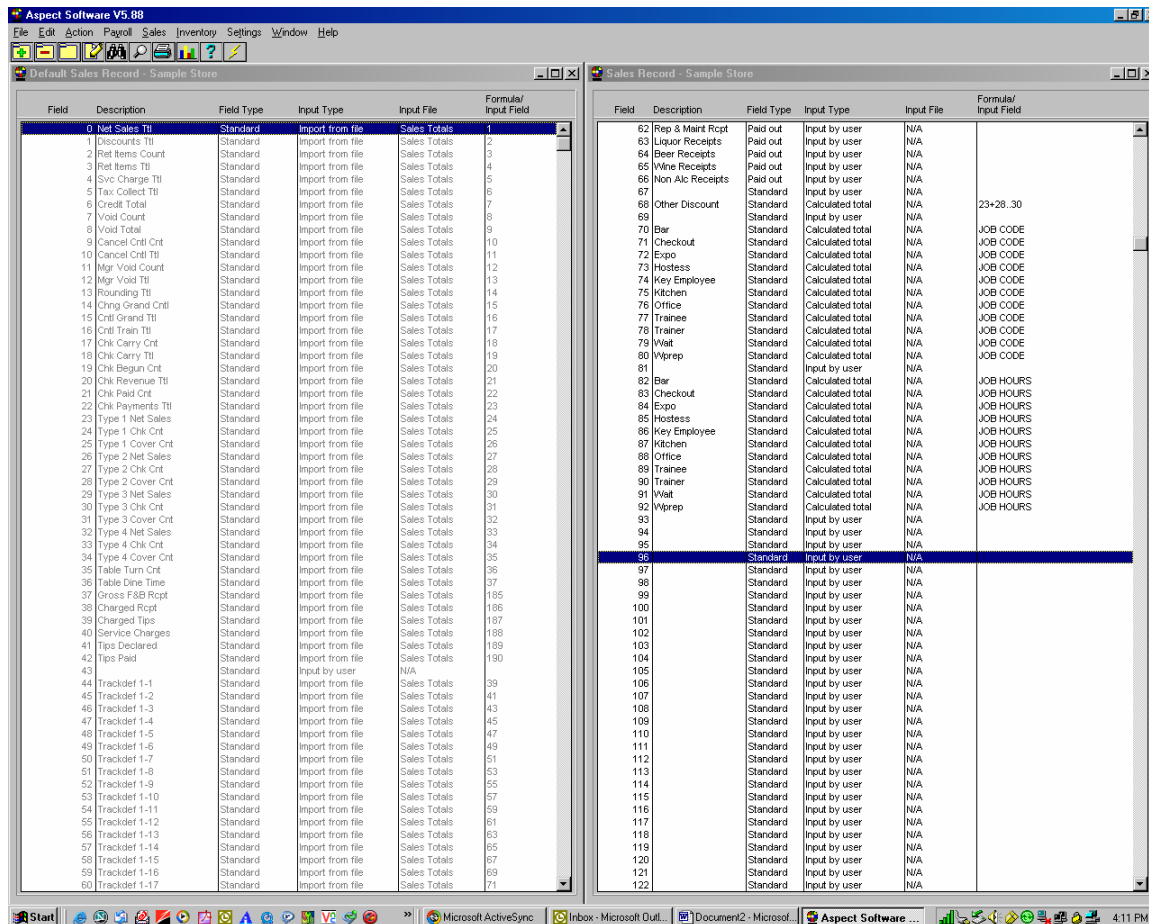 Aspect Software V5.88
File Edit Action Payroll Sales Inventory Settings Window Help
Default Sales Record - Sample Store
Field Description Field Type Input Type Input File Formula/ Input Field
0 Net Sales Ttl Standard Import from file Sales Totals 1
1 Discounts Ttl Standard Import from file Sales Totals 2
2 Ret Items Count Standard Import from file Sales Totals 3
3 Ret Items Ttl Standard Import from file Sales Totals 4
4 Svc Charge Ttl Standard Import from file Sales Totals 5
5 Tax Collect Ttl Standard Import from file Sales Totals 6
6 Credit Total Standard Import from file Sales Totals 7
7 Void Count Standard Import from file Sales Totals 8
8 Void Total Standard Import from file Sales Totals 9
9 Cancel Cntl Cnt Standard Import from file Sales Totals 10
10 Cancel Cntl Ttl Standard Import from file Sales Totals 11
11 Mgr Void Count Standard Import from file Sales Totals 12
12 Mgr Void Ttl Standard Import from file Sales Totals 13
13 Rounding Ttl Standard Import from file Sales Totals 14
14 Chng Grand Cntl Standard Import from file Sales Totals 15
15 Cntl Grand Ttl Standard Import from file Sales Totals 16
16 Cntl Train Ttl Standard Import from file Sales Totals 17
17 Chk Carry Cnt Standard Import from file Sales Totals 18
18 Chk Carry Ttl Standard Import from file Sales Totals 19
19 Chk Begun Cnt Standard Import from file Sales Totals 20
20 Chk Revenue Ttl Standard Import from file Sales Totals 21
21 Chk Paid Cnt Standard Import from file Sales Totals 22
22 Chk Payments Ttl Standard Import from file Sales Totals 23
23 Type 1 Net Sales Standard Import from file Sales Totals 24
24 Type 1 Chk Cnt Standard Import from file Sales Totals 25
25 Type 1 Cover Cnt Standard Import from file Sales Totals 26
26 Type 2 Net Sales Standard Import from file Sales Totals 27
27 Type 2 Chk Cnt Standard Import from file Sales Totals 28
28 Type 2 Cover Cnt Standard Import from file Sales Totals 29
29 Type 3 Net Sales Standard Import from file Sales Totals 30
30 Type 3 Chk Cnt Standard Import from file Sales Totals 31
31 Type 3 Cover Cnt Standard Import from file Sales Totals 32
32 Type 4 Net Sales Standard Import from file Sales Totals 33
33 Type 4 Chk Cnt Standard Import from file Sales Totals 34
34 Type 4 Cover Cnt Standard Import from file Sales Totals 35
35 Table Turn Cnt Standard Import from file Sales Totals 36
36 Table Dine Time Standard Import from file Sales Totals 37
37 Gross F&B Rcpt Standard Import from file Sales Totals 185
38 Charged Rcpt Standard Import from file Sales Totals 186
39 Charged Tips Standard Import from file Sales Totals 187
40 Service Charges Standard Import from file Sales Totals 188
41 Tips Declared Standard Import from file Sales Totals 189
42 Tips Paid Standard Import from file Sales Totals 190
43 Standard Input by user N/A
44 Trackdef 1-1 Standard Import from file Sales Totals 39
45 Trackdef 1-2 Standard Import from file Sales Totals 41
46 Trackdef 1-3 Standard Import from file Sales Totals 43
47 Trackdef 1-4 Standard Import from file Sales Totals 45
48 Trackdef 1-5 Standard Import from file Sales Totals 47
49 Trackdef 1-6 Standard Import from file Sales Totals 49
50 Trackdef 1-7 Standard Import from file Sales Totals 51
51 Trackdef 1-8 Standard Import from file Sales Totals 53
52 Trackdef 1-9 Standard Import from file Sales Totals 55
53 Trackdef 1-10 Standard Import from file Sales Totals 57
54 Trackdef 1-11 Standard Import from file Sales Totals 59
55 Trackdef 1-12 Standard Import from file Sales Totals 61
56 Trackdef 1-13 Standard Import from file Sales Totals 63
57 Trackdef 1-14 Standard Import from file Sales Totals 65
58 Trackdef 1-15 Standard Import from file Sales Totals 67
59 Trackdef 1-16 Standard Import from file Sales Totals 69
60 Trackdef 1-17 Standard Import from file Sales Totals 71
Sales Record - Sample Store
Field Description Field Type Input Type Input File Formula/ Input Field
62 Rep & Maint Rcpt Paid out Input by user N/A
63 Liquor Receipts Paid out Input by user N/A
64 Beer Receipts Paid out Input by user N/A
65 Wine Receipts Paid out Input by user N/A
66 Non Alc Receipts Paid out Input by user N/A
67 Standard Input by user N/A
68 Other Discount Standard Calculated total N/A 23+28..30
69 Standard Input by user N/A
70 Bar Standard Calculated total N/A JOB CODE
71 Checkout Standard Calculated total N/A JOB CODE
72 Expo Standard Calculated total N/A JOB CODE
73 Hostess Standard Calculated total N/A JOB CODE
74 Key Employee Standard Calculated total N/A JOB CODE
75 Kitchen Standard Calculated total N/A JOB CODE
76 Office Standard Calculated total N/A JOB CODE
77 Trainee Standard Calculated total N/A JOB CODE
78 Trainer Standard Calculated total N/A JOB CODE
79 Wait Standard Calculated total N/A JOB CODE
80 Wprep Standard Calculated total N/A JOB CODE
81 Standard Input by user N/A
82 Bar Standard Calculated total N/A JOB HOURS
83 Checkout Standard Calculated total N/A JOB HOURS
84 Expo Standard Calculated total N/A JOB HOURS
85 Hostess Standard Calculated total N/A JOB HOURS
86 Key Employee Standard Calculated total N/A JOB HOURS
87 Kitchen Standard Calculated total N/A JOB HOURS
88 Office Standard Calculated total N/A JOB HOURS
89 Trainee Standard Calculated total N/A JOB HOURS
90 Trainer Standard Calculated total N/A JOB HOURS
91 Wait Standard Calculated total N/A JOB HOURS
92 Wprep Standard Calculated total N/A JOB HOURS
93 Standard Input by user N/A
94 Standard Input by user N/A
95 Standard Input by user N/A
96 Standard Input by user N/A
97 Standard Input by user N/A
98 Standard Input by user N/A
99 Standard Input by user N/A
100 Standard Input by user N/A
101 Standard Input by user N/A
102 Standard Input by user N/A
103 Standard Input by user N/A
104 Standard Input by user N/A
105 Standard Input by user N/A
106 Standard Input by user N/A
107 Standard Input by user N/A
108 Standard Input by user N/A
109 Standard Input by user N/A
110 Standard Input by user N/A
111 Standard Input by user N/A
112 Standard Input by user N/A
113 Standard Input by user N/A
114 Standard Input by user N/A
115 Standard Input by user N/A
116 Standard Input by user N/A
117 Standard Input by user N/A
118 Standard Input by user N/A
119 Standard Input by user N/A
120 Standard Input by user N/A
121 Standard Input by user N/A
122 Standard Input by user N/A
Start Microsoft ActiveSync Inbox - Microsoft Outl... Document2 - Microsof... Aspect Software ... 4:11 PM